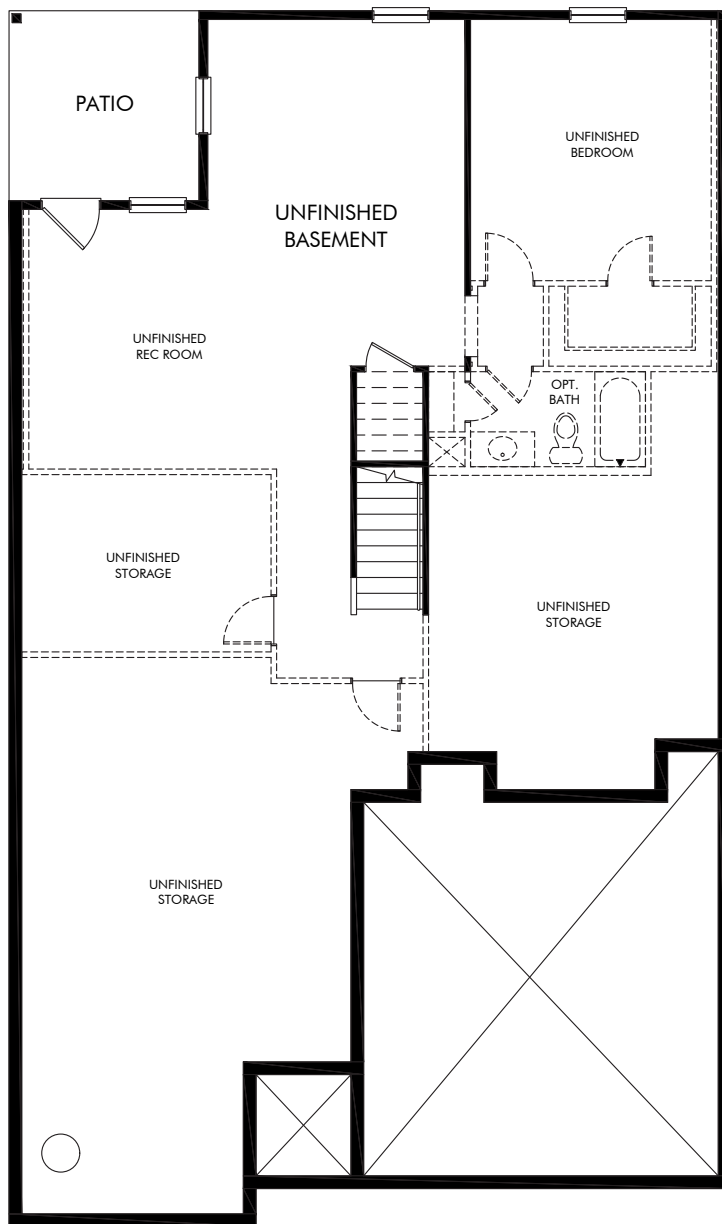 PATIO
UNFINISHED
BEDROOM
UNFINISHED
BASEMENT
UNFINISHED
REC ROOM
OPT.
BATH
UNFINISHED
STORAGE
UNFINISHED
STORAGE
UNFINISHED
STORAGE